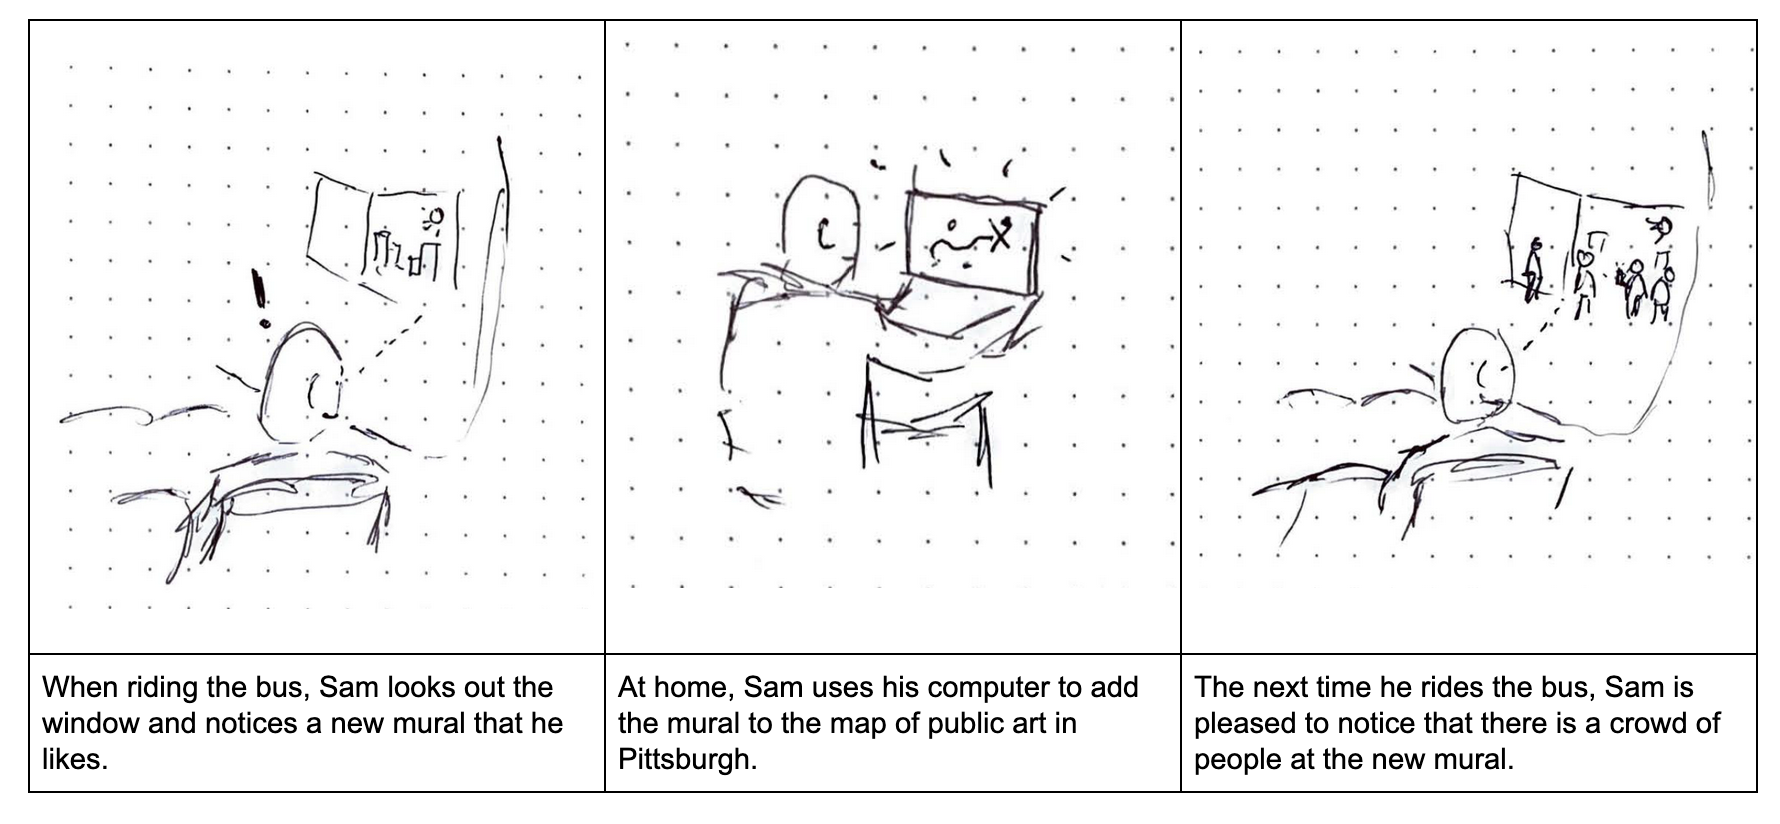 When riding the bus, Sam looks out the
window and notices a new mural that he
likes.
At home, Sam uses his computer to add
the mural to the map of public art in
Pittsburgh.
The next time he rides the bus, Sam is
pleased to notice that there is a crowd of
people at the new mural.